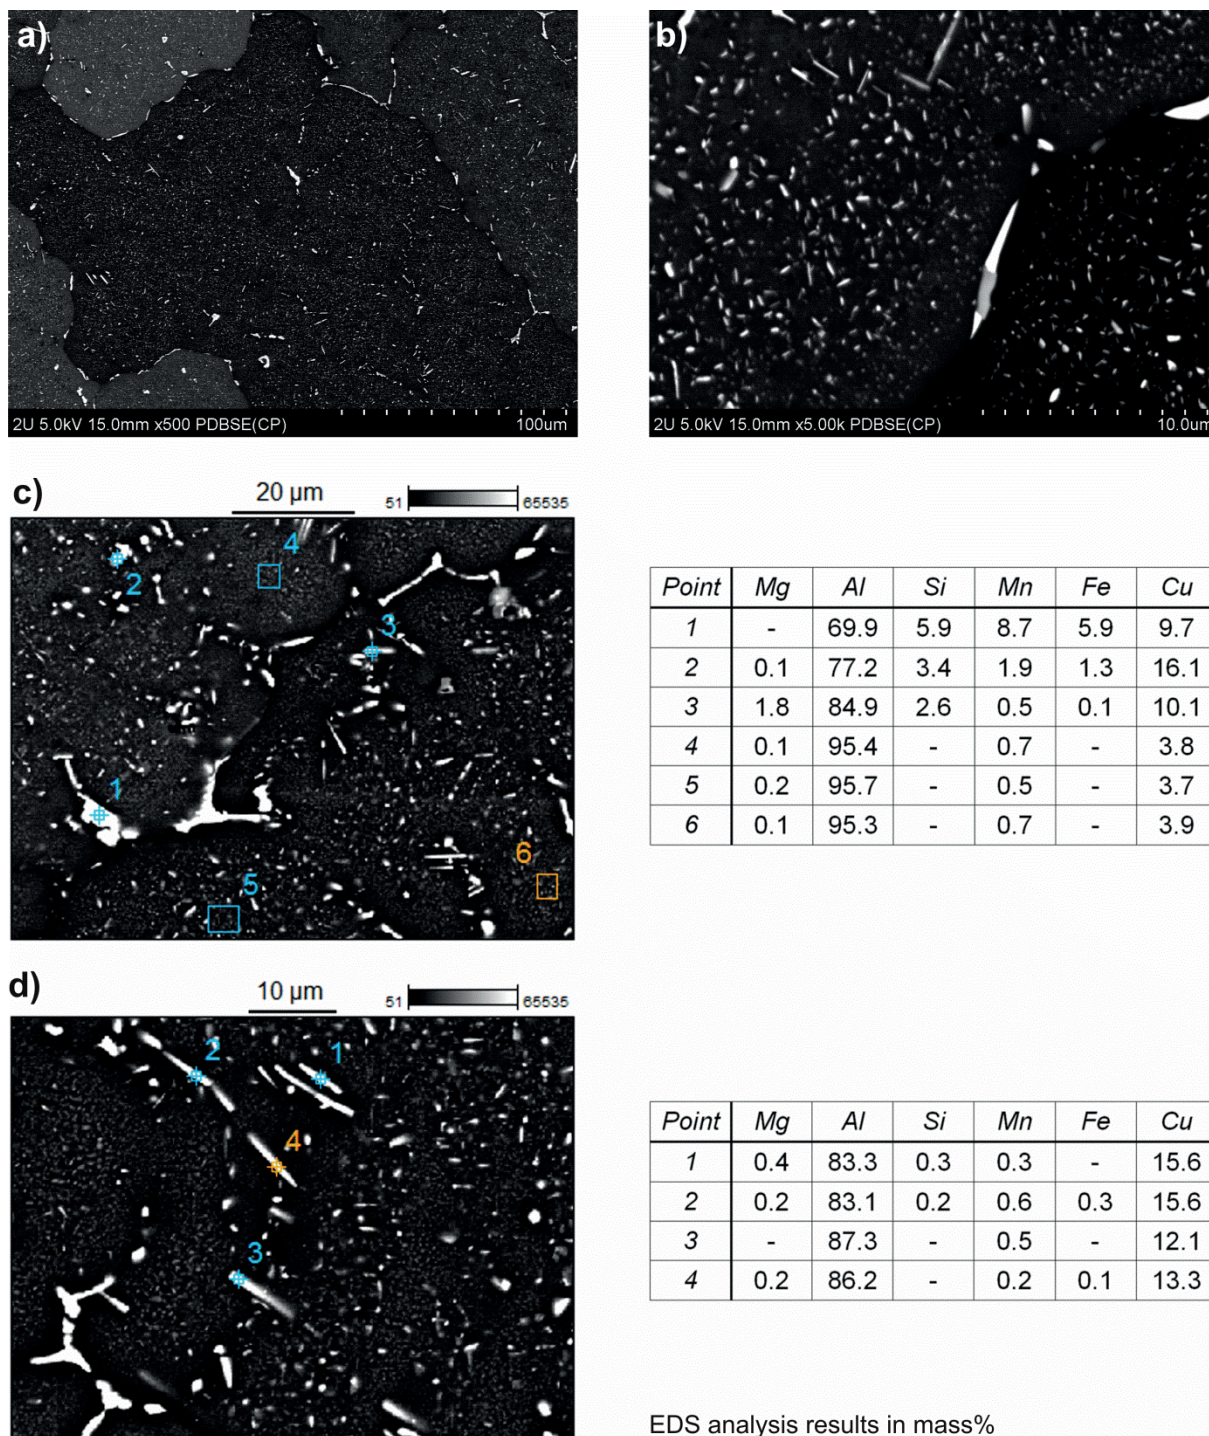 a)
b)
2U 5.0kV 15.0mm x500 PDBSE(CP) 100um
2U 5.0kV 15.0mm x5.00k PDBSE(CP) 10.0um
c)
20 µm
51 65535
4
2
3
1
6
5
Point Mg Al Si Mn Fe Cu
1 - 69.9 5.9 8.7 5.9 9.7
2 0.1 77.2 3.4 1.9 1.3 16.1
3 1.8 84.9 2.6 0.5 0.1 10.1
4 0.1 95.4 - 0.7 - 3.8
5 0.2 95.7 - 0.5 - 3.7
6 0.1 95.3 - 0.7 - 3.9
d)
10 µm
51 65535
2
1
4
3
Point Mg Al Si Mn Fe Cu
1 0.4 83.3 0.3 0.3 - 15.6
2 0.2 83.1 0.2 0.6 0.3 15.6
3 - 87.3 - 0.5 - 12.1
4 0.2 86.2 - 0.2 0.1 13.3
EDS analysis results in mass%